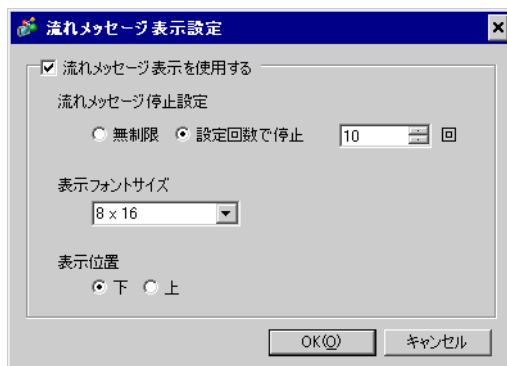 流れメッセージ表示設定
流れメッセージ表示を使用する
流れメッセージ停止設定
無制限 設定回数で停止 10 回
表示フォントサイズ
8 x 16
表示位置
下 上
OK(O) キャンセル